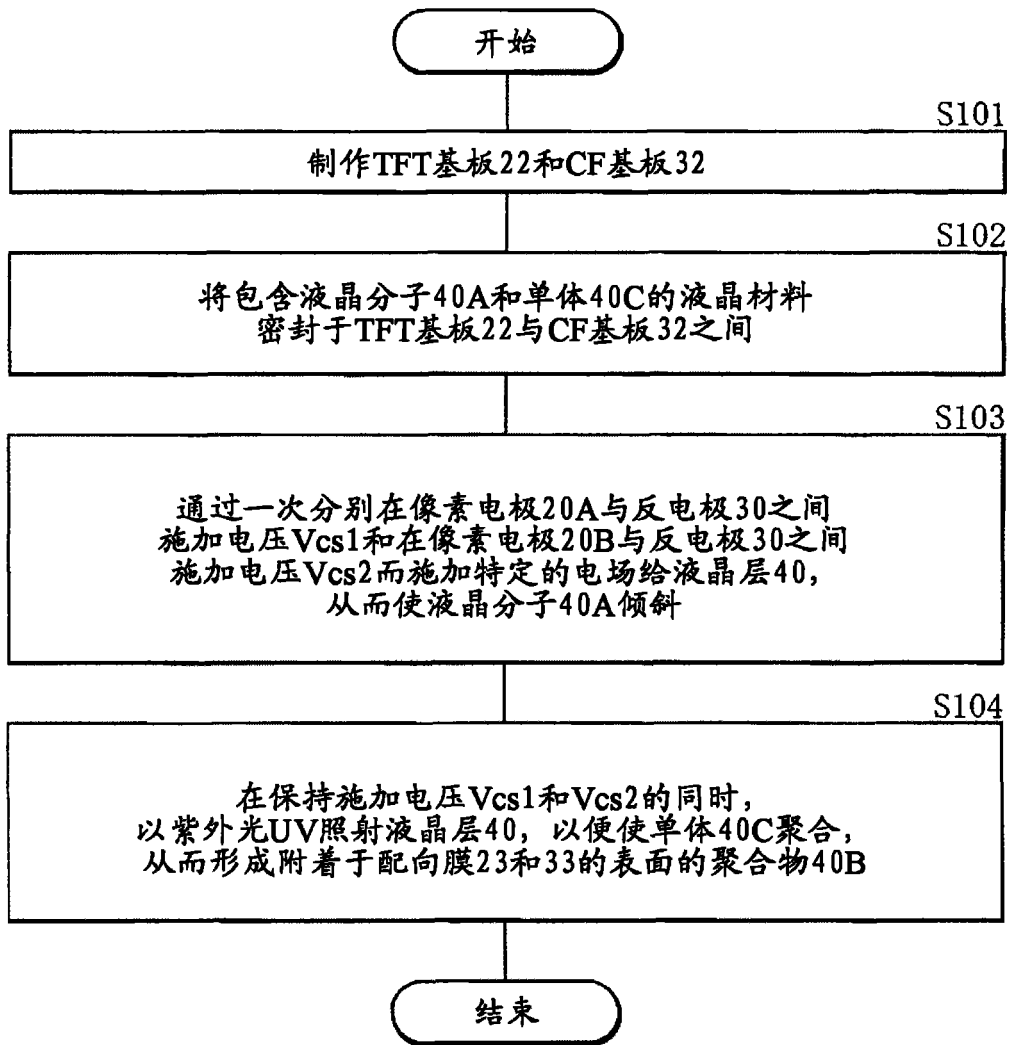 开始
S101
制作TFT基板22和CF基板32
S102
将包含液晶分子40A和单体40C的液晶材料
密封于TFT基板22与CF基板32之间
S103
通过一次分别在像素电极20A与反电极30之间
施加电压Vcs1和在像素电极20B与反电极30之间
施加电压Vcs2而施加特定的电场给液晶层40，
从而使液晶分子40A倾斜
S104
在保持施加电压Vcs1和Vcs2的同时，
以紫外光UV照射液晶层40，以便使单体40C聚合，
从而形成附着于配向膜23和33的表面的聚合物40B
结束